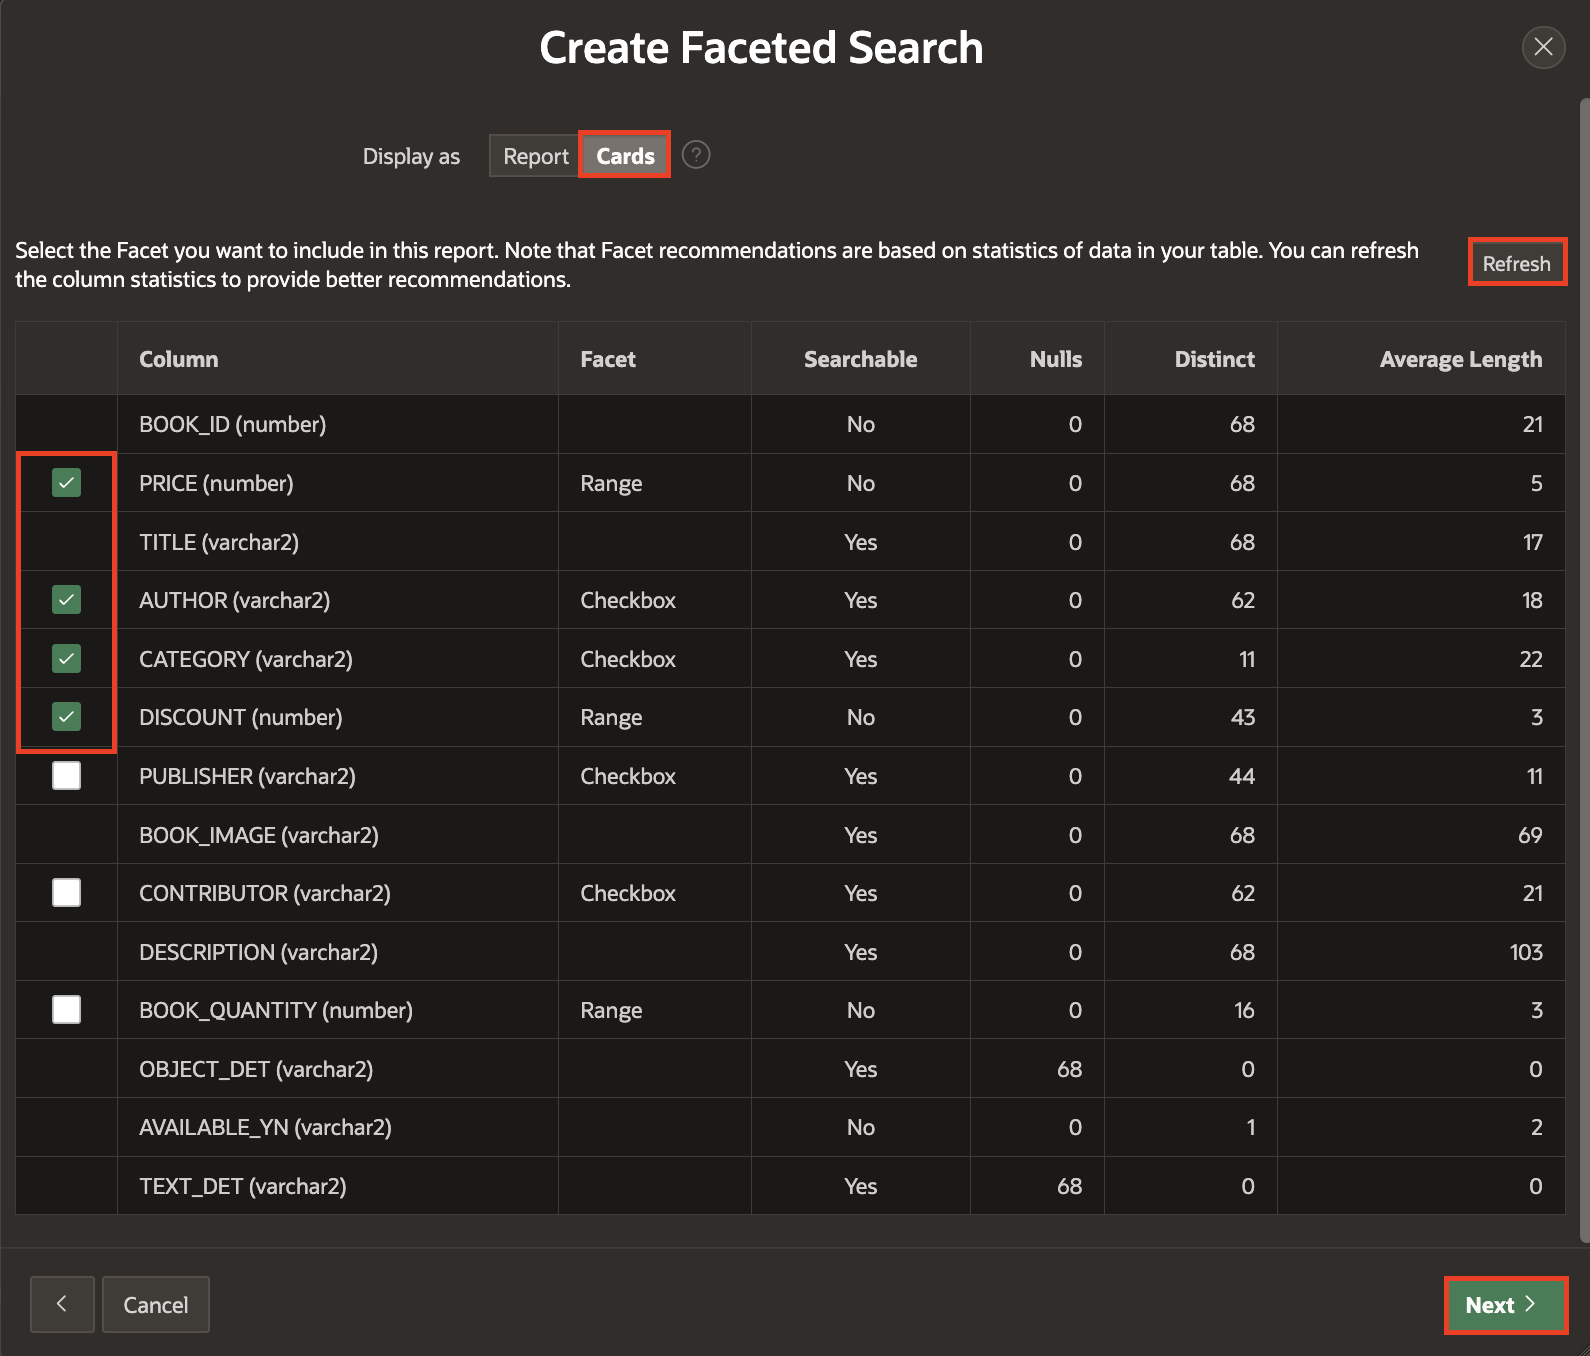 Create Faceted Search
Display as Report Cards ?
Select the Facet you want to include in this report. Note that Facet recommendations are based on statistics of data in your table. You can refresh
the column statistics to provide better recommendations.
Refresh
Column Facet Searchable Nulls Distinct Average Length
BOOK_ID (number) No 0 68 21
PRICE (number) Range No 0 68 5
TITLE (varchar2) Yes 0 68 17
AUTHOR (varchar2) Checkbox Yes 0 62 18
CATEGORY (varchar2) Checkbox Yes 0 11 22
DISCOUNT (number) Range No 0 43 3
PUBLISHER (varchar2) Checkbox Yes 0 44 11
BOOK_IMAGE (varchar2) Yes 0 68 69
CONTRIBUTOR (varchar2) Checkbox Yes 0 62 21
DESCRIPTION (varchar2) Yes 0 68 103
BOOK_QUANTITY (number) Range No 0 16 3
OBJECT_DET (varchar2) Yes 68 0 0
AVAILABLE_YN (varchar2) No 0 1 2
TEXT_DET (varchar2) Yes 68 0 0
Cancel Next